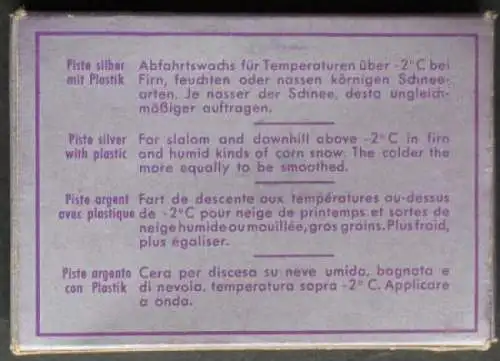 Piste silber
mit Plastik
Abfahrtswachs für Temperaturen über -2°C bei
Firn, feuchten oder nassen körnigen Schnee-
arten. Je nasser der Schnee, desto ungleich-
mäßiger auftragen.
Piste silver
with plastic
For slalom and downhill above -2°C in firn
and humid kinds of corn snow. The colder the
more equally to be smoothed.
Piste argent
avec plastique
Fart de descente aux températures au-dessus
de -2°C pour neige de printemps et sortes de
neige humide ou mouillée, gros grains. Plus froid,
plus égaliser.
Piste argento
con Plastik
Cera per discesa su neve umida, bagnata e
di nevoia, temperatura sopra -2°C. Applicare
a onda.